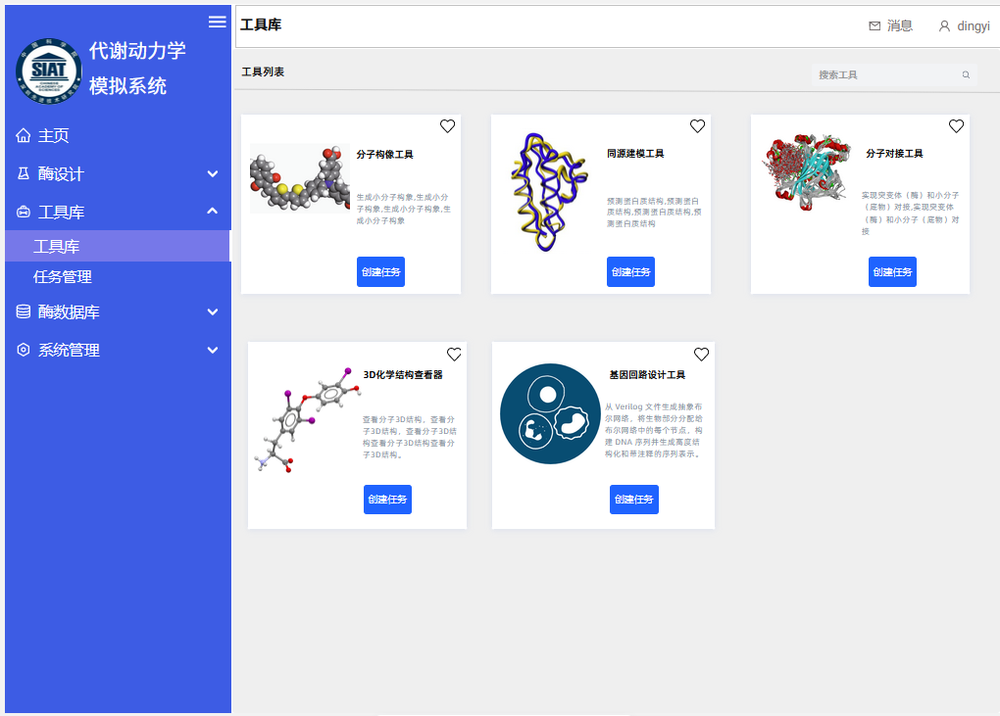 代谢动力学
模拟系统
SIAT
CHINESE
ACADEMY OF
SCIENCES
主页
酶设计
工具库
工具库
任务管理
酶数据库
系统管理
工具库
消息
dingyi
工具列表
搜索工具
分子构像工具
生成小分子构象,生成小分
子构象,生成小分子构象,生
成小分子构象
创建任务
同源建模工具
预测蛋白质结构,预测蛋白
质结构,预测蛋白质结构,预
测蛋白质结构
创建任务
分子对接工具
实现突变体（酶）和小分子
（底物）对接,实现突变体
（酶）和小分子（底物）对
接
创建任务
3D化学结构查看器
查看分子3D结构，查看分
子3D结构，查看分子3D结
构查看分子3D结构查看分
子3D结构。
创建任务
基因回路设计工具
从 Verilog 文件生成抽象布
尔网络，将生物部分分配给
布尔网络中的每个节点，构
建 DNA 序列并生成高度结
构化和带注释的序列表示。
创建任务